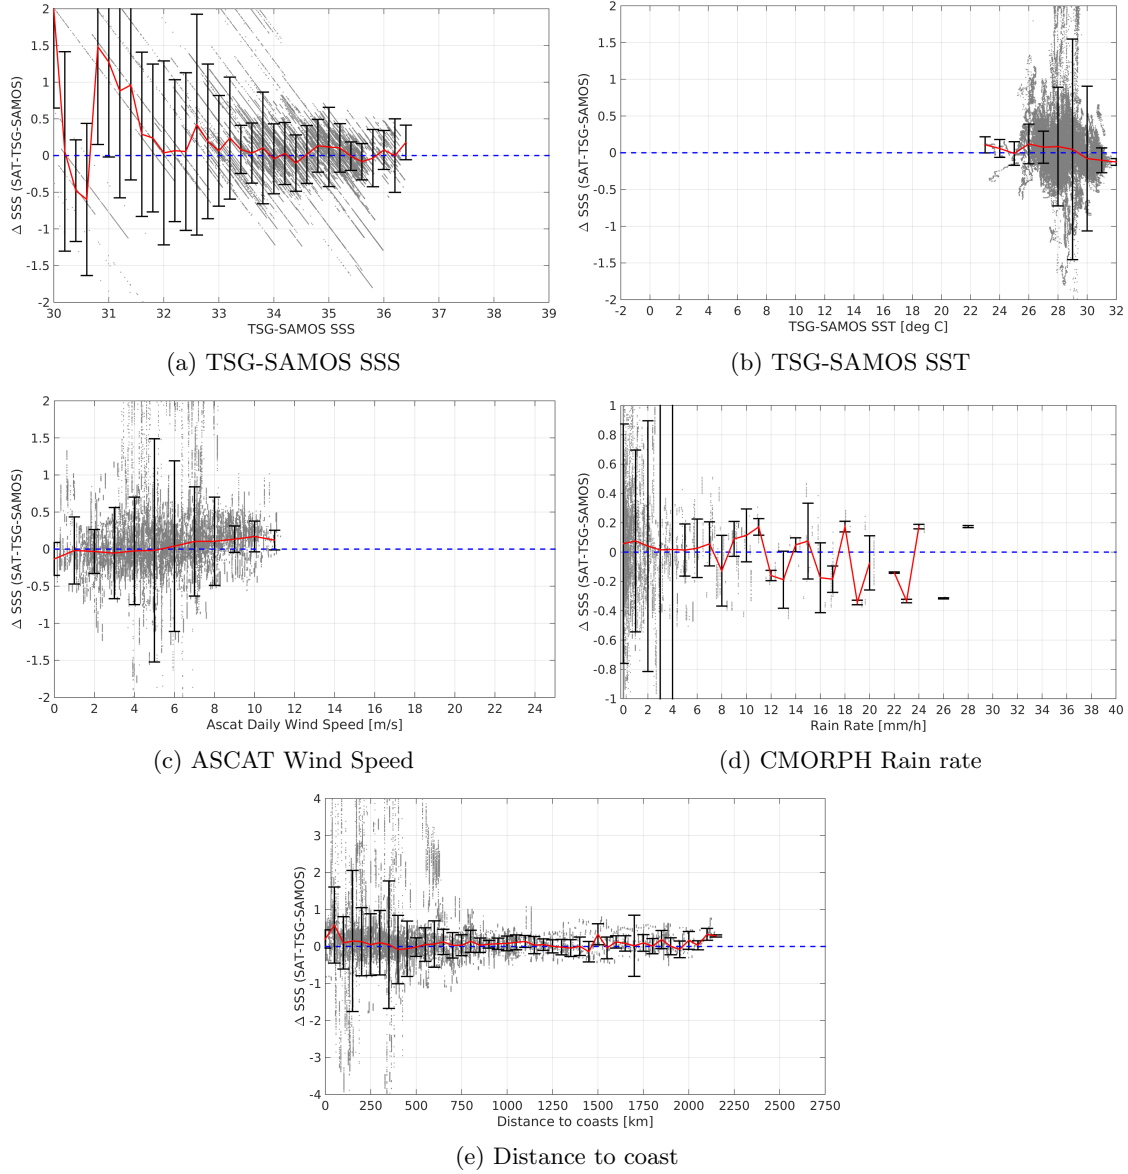 2
1.5
1
0.5
0
-0.5
-1
-1.5
-2
Δ SSS (SAT-TSG-SAMOS)
30 31 32 33 34 35 36 37 38 39
TSG-SAMOS SSS
(a) TSG-SAMOS SSS
2
1.5
1
0.5
0
-0.5
-1
-1.5
-2
Δ SSS (SAT-TSG-SAMOS)
-2 0 2 4 6 8 10 12 14 16 18 20 22 24 26 28 30 32
TSG-SAMOS SST [deg C]
(b) TSG-SAMOS SST
2
1.5
1
0.5
0
-0.5
-1
-1.5
-2
Δ SSS (SAT-TSG-SAMOS)
0 2 4 6 8 10 12 14 16 18 20 22 24
Ascat Daily Wind Speed [m/s]
(c) ASCAT Wind Speed
1
0.8
0.6
0.4
0.2
0
-0.2
-0.4
-0.6
-0.8
-1
Δ SSS (SAT-TSG-SAMOS)
0 2 4 6 8 10 12 14 16 18 20 22 24 26 28 30 32 34 36 38 40
Rain Rate [mm/h]
(d) CMORPH Rain rate
4
3
2
1
0
-1
-2
-3
-4
Δ SSS (SAT-TSG-SAMOS)
0 250 500 750 1000 1250 1500 1750 2000 2250 2500 2750
Distance to coasts [km]
(e) Distance to coast